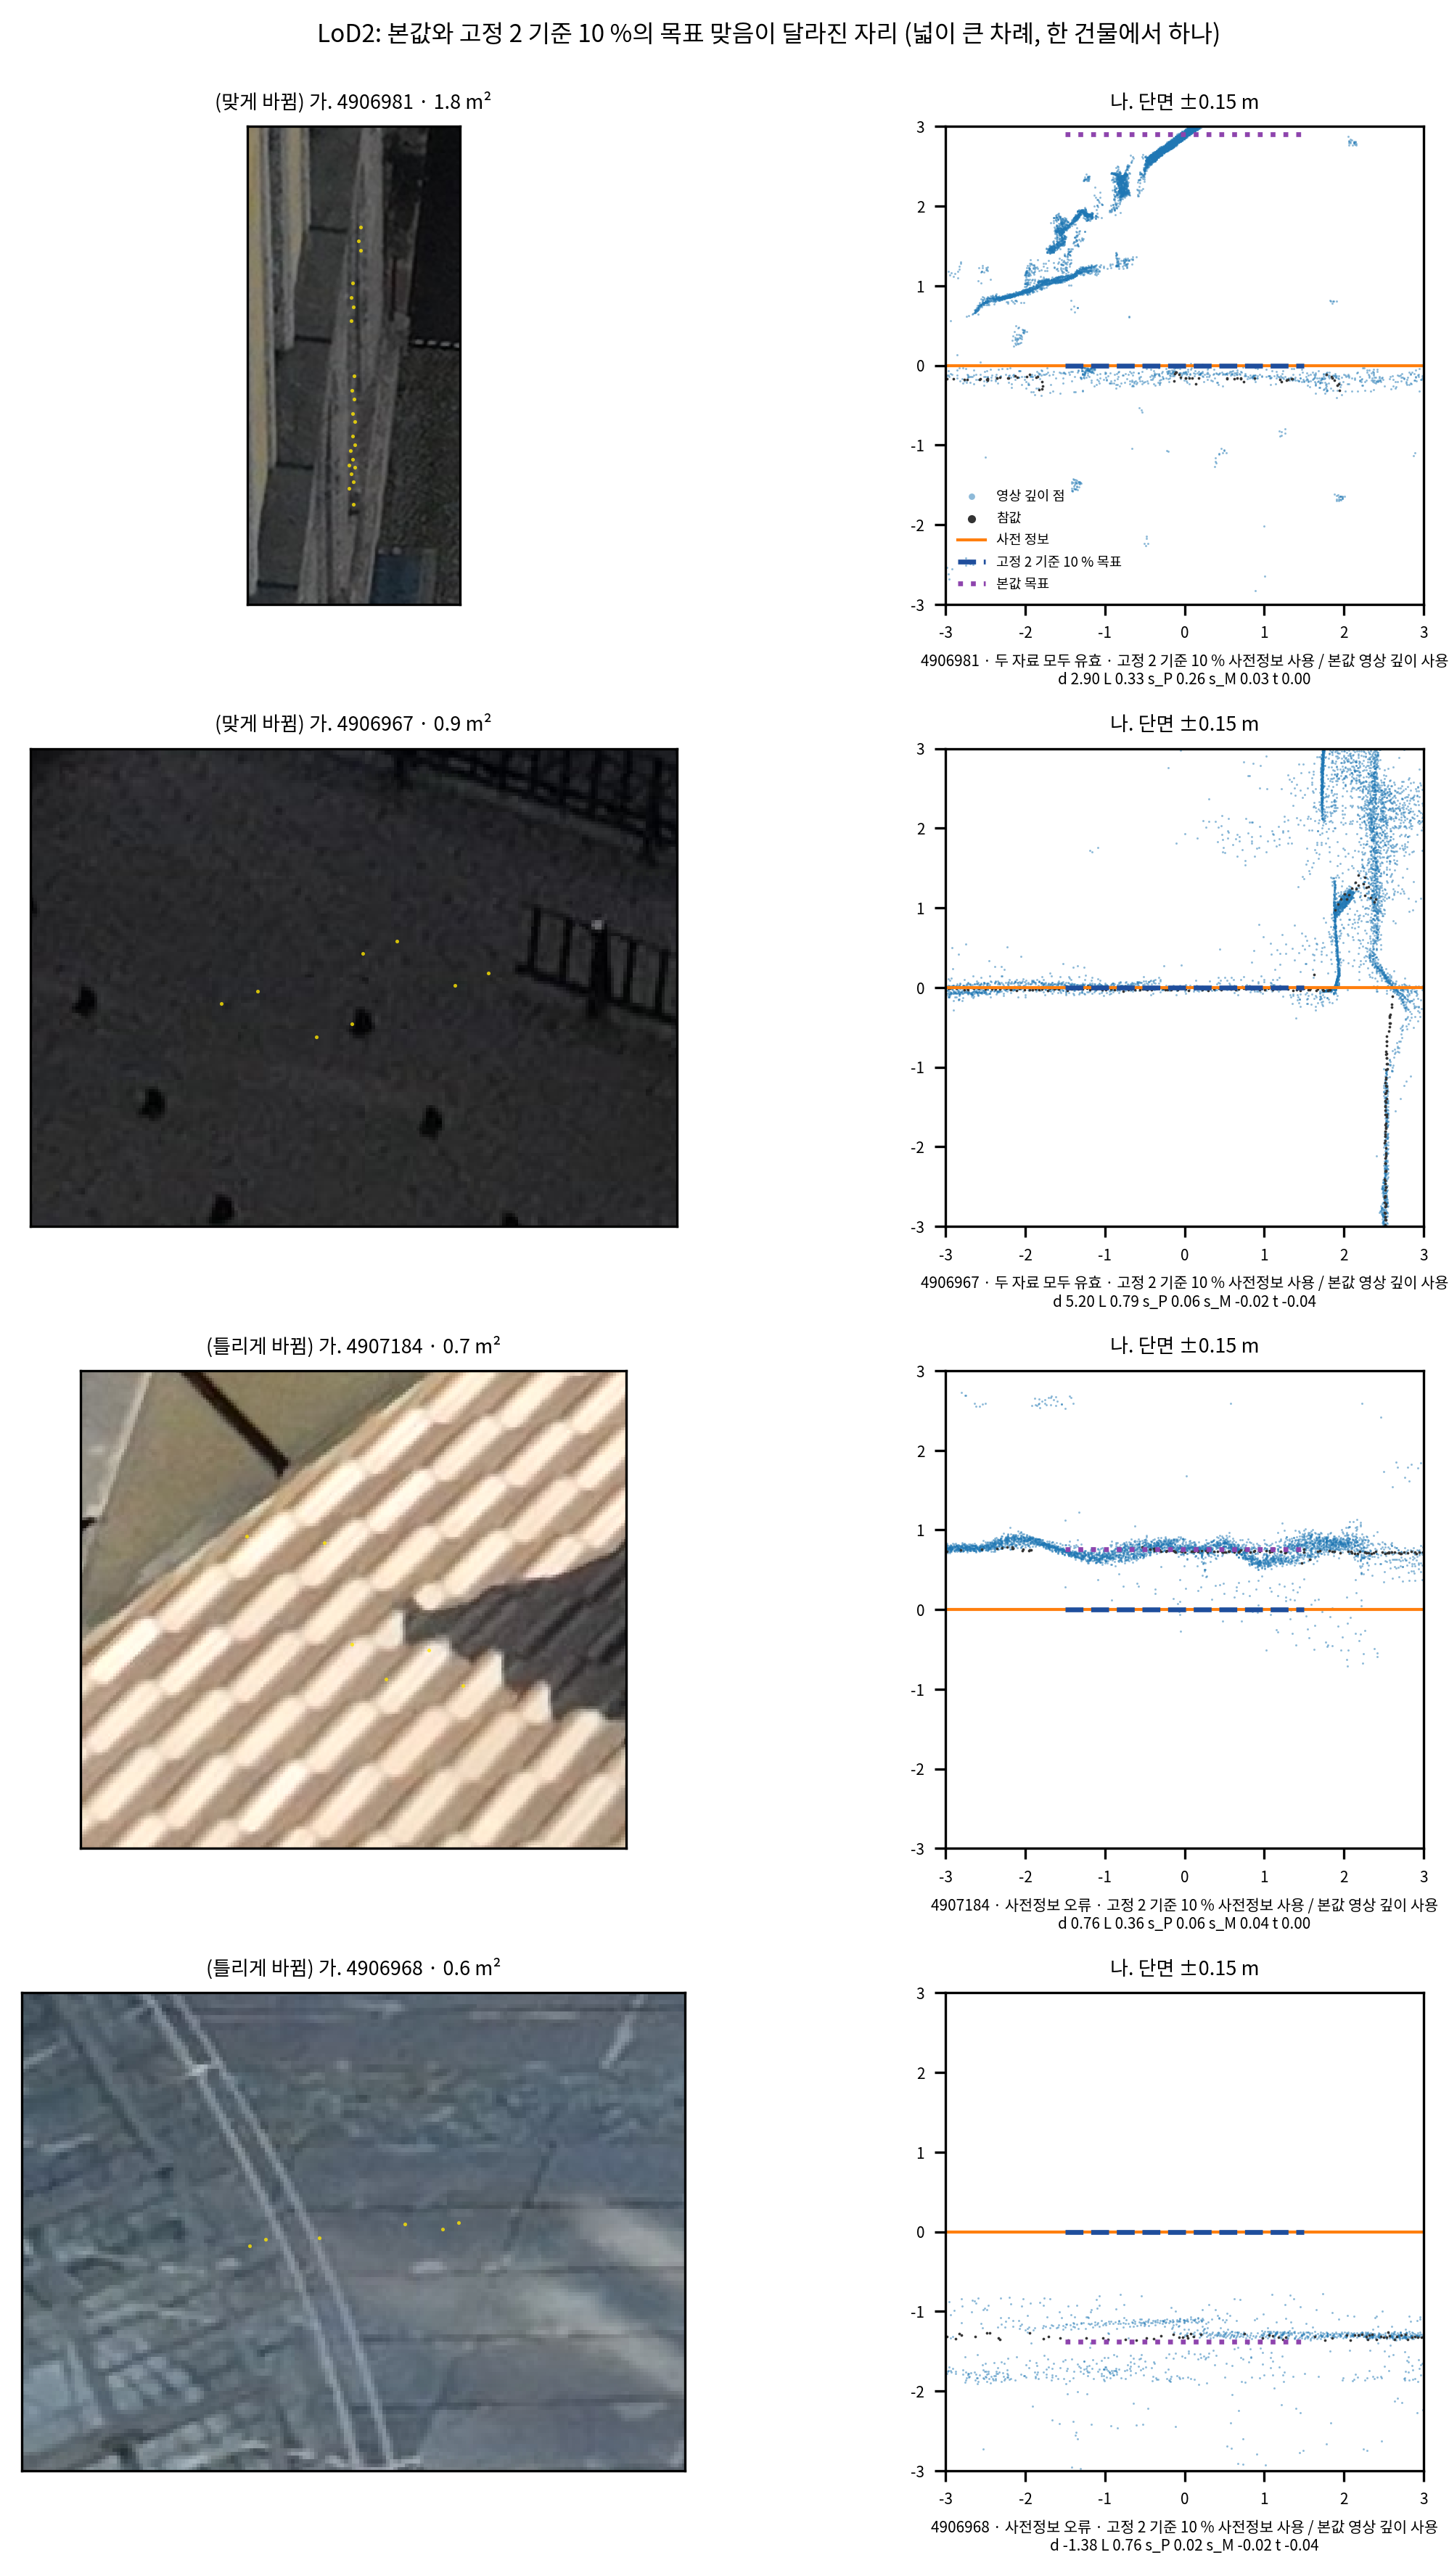 LoD2: 본값와 고정 2 기준 10 %의 목표 맞음이 달라진 자리 (넓이 큰 차례, 한 건물에서 하나)
(맞게 바뀜) 가. 4906981 · 1.8 m²
나. 단면 ±0.15 m
3
2
1
0
-1
-2
-3
영상 깊이 점
참값
사전 정보
고정 2 기준 10 % 목표
본값 목표
-3 -2 -1 0 1 2 3
4906981 · 두 자료 모두 유효 · 고정 2 기준 10 % 사전정보 사용 / 본값 영상 깊이 사용
d 2.90 L 0.33 s_P 0.26 s_M 0.03 t 0.00
(맞게 바뀜) 가. 4906967 · 0.9 m²
나. 단면 ±0.15 m
3
2
1
0
-1
-2
-3
-3 -2 -1 0 1 2 3
4906967 · 두 자료 모두 유효 · 고정 2 기준 10 % 사전정보 사용 / 본값 영상 깊이 사용
d 5.20 L 0.79 s_P 0.06 s_M -0.02 t -0.04
(틀리게 바뀜) 가. 4907184 · 0.7 m²
나. 단면 ±0.15 m
3
2
1
0
-1
-2
-3
-3 -2 -1 0 1 2 3
4907184 · 사전정보 오류 · 고정 2 기준 10 % 사전정보 사용 / 본값 영상 깊이 사용
d 0.76 L 0.36 s_P 0.06 s_M 0.04 t 0.00
(틀리게 바뀜) 가. 4906968 · 0.6 m²
나. 단면 ±0.15 m
3
2
1
0
-1
-2
-3
-3 -2 -1 0 1 2 3
4906968 · 사전정보 오류 · 고정 2 기준 10 % 사전정보 사용 / 본값 영상 깊이 사용
d -1.38 L 0.76 s_P 0.02 s_M -0.02 t -0.04